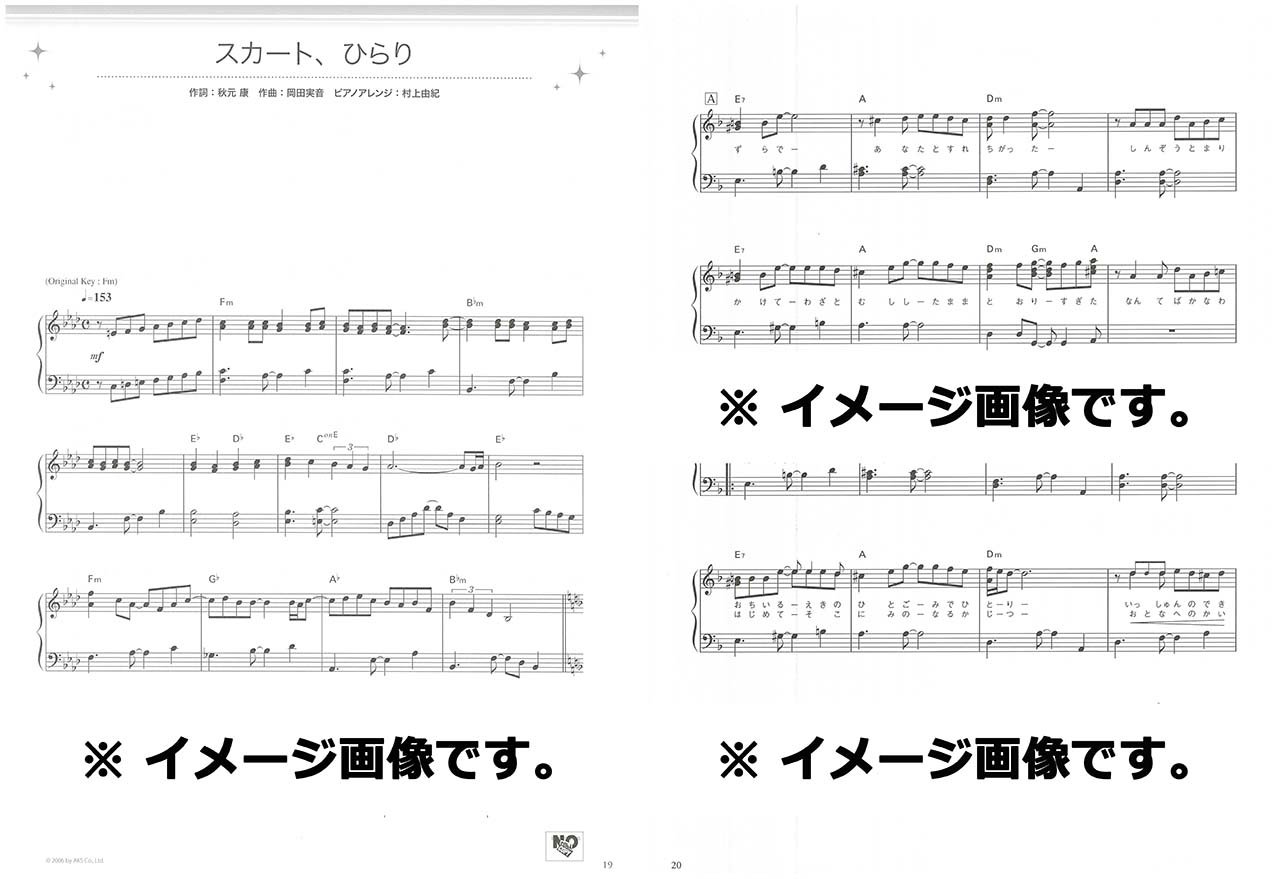 スカート、ひらり
作詞：秋元 康　作曲：岡田実音　ピアノアレンジ：村上由紀
(Original Key : Fm)
♩=153
Fm B♭m
mf
E♭ D♭ E♭ ConE D♭ E♭
3
Fm G♭ A♭ B♭m
3 3
※ イメージ画像です。
© 2006 by AKS Co., Ltd.
NO
19
A E7 A Dm
ずらでー あなたとすれ ちがったー しんぞうとまり
E7 A Dm Gm A
かけてーわざと むししーたまま とおりーすぎた なんてばかなわ
※ イメージ画像です。
E7 A Dm
おちいるーえきの ひとごーみでひ とーりー いっしゅんのでき
はじめてーそこ にみのーなるか じーつー おとなへのかい
※ イメージ画像です。
20